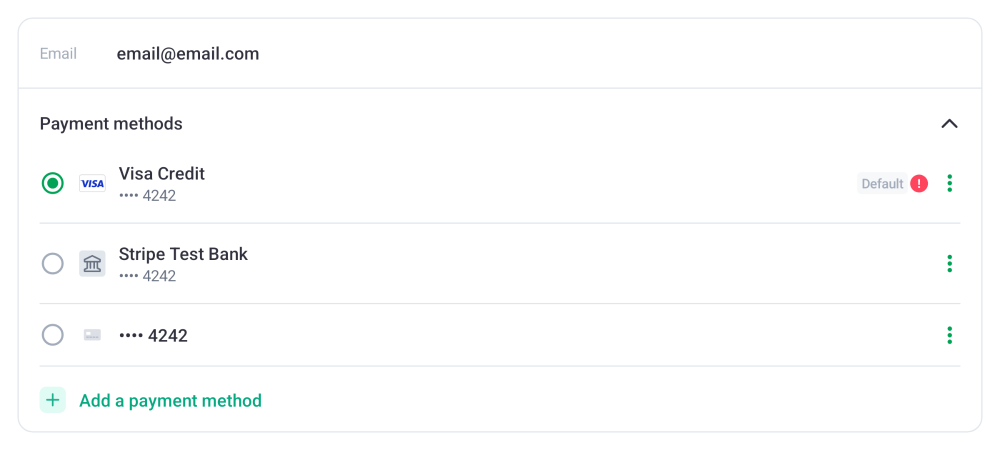 Email email@email.com
Payment methods
VISA Visa Credit
•••• 4242
Default !
Stripe Test Bank
•••• 4242
•••• 4242
+ Add a payment method